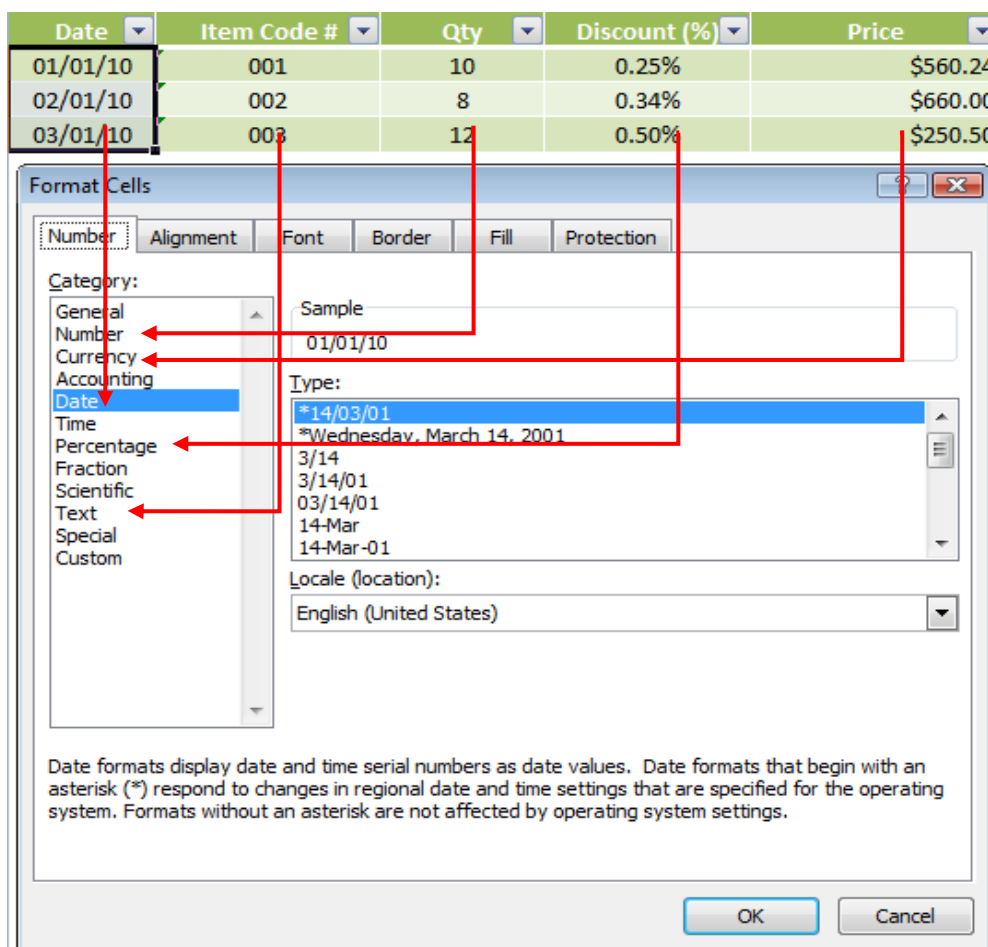 Date Item Code # Qty Discount (%) Price
01/01/10 001 10 0.25% $560.24
02/01/10 002 8 0.34% $660.00
03/01/10 003 12 0.50% $250.50
Format Cells
Number Alignment Font Border Fill Protection
Category:
General
Number
Currency
Accounting
Date
Time
Percentage
Fraction
Scientific
Text
Special
Custom
Sample
01/01/10
Type:
*14/03/01
*Wednesday, March 14, 2001
3/14
3/14/01
03/14/01
14-Mar
14-Mar-01
Locale (location):
English (United States)
Date formats display date and time serial numbers as date values.  Date formats that begin with an
asterisk (*) respond to changes in regional date and time settings that are specified for the operating
system. Formats without an asterisk are not affected by operating system settings.
OK Cancel